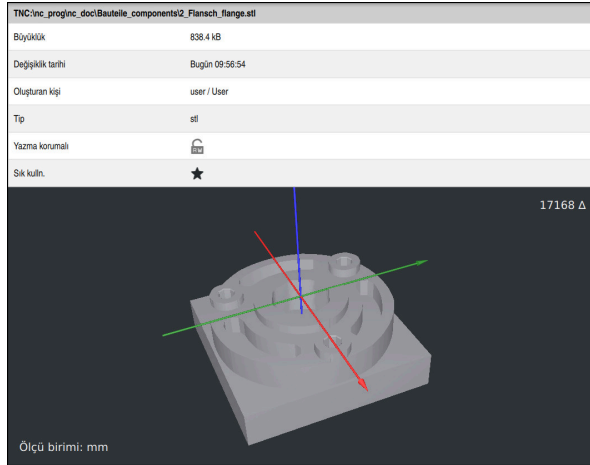 TNC:\nc_prog\nc_doc\Bauteile_components\2_Flansch_flange.stl
Büyüklük 838.4 kB
Değişiklik tarihi Bugün 09:56:54
Oluşturan kişi user / User
Tip stl
Yazma korumalı RW
Sık kulln.
17168 Δ
Ölçü birimi: mm